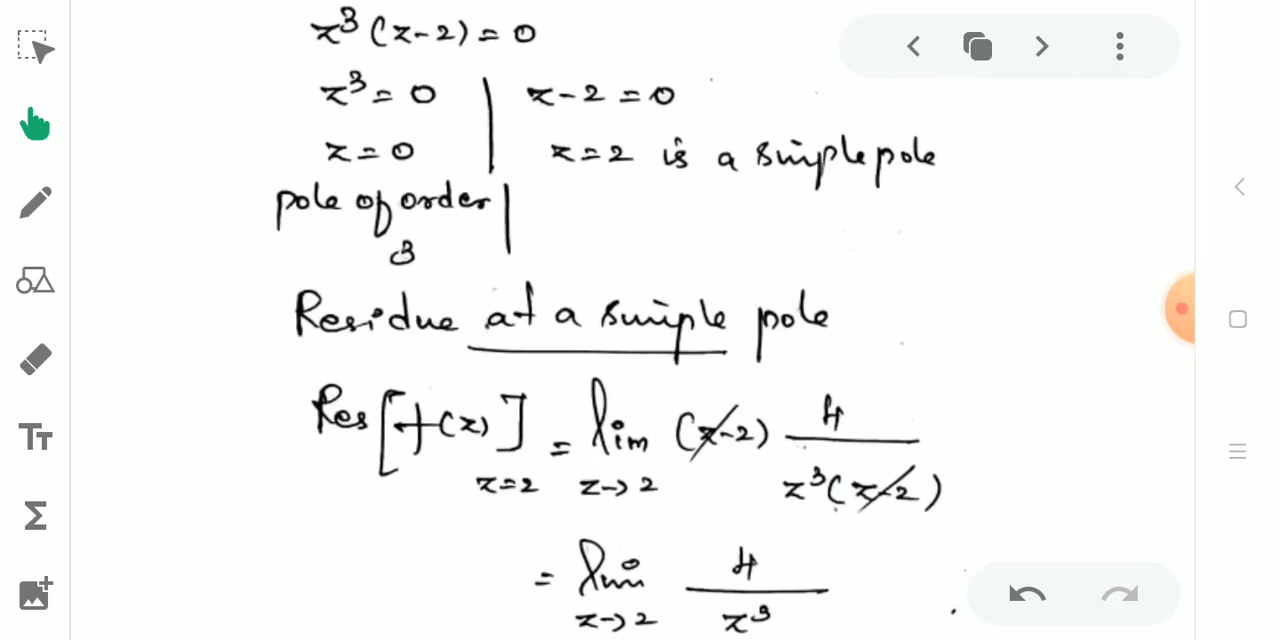 z³(z-2) = 0
z³ = 0 | z-2 = 0
z = 0 | z = 2 is a simple pole
pole of order |
3
Residue at a simple pole
Res[f(z)] z=2 = lim z→2 (z-2) 4/z³(z-2)
= lim z→2 4/z³
Tт
Σ